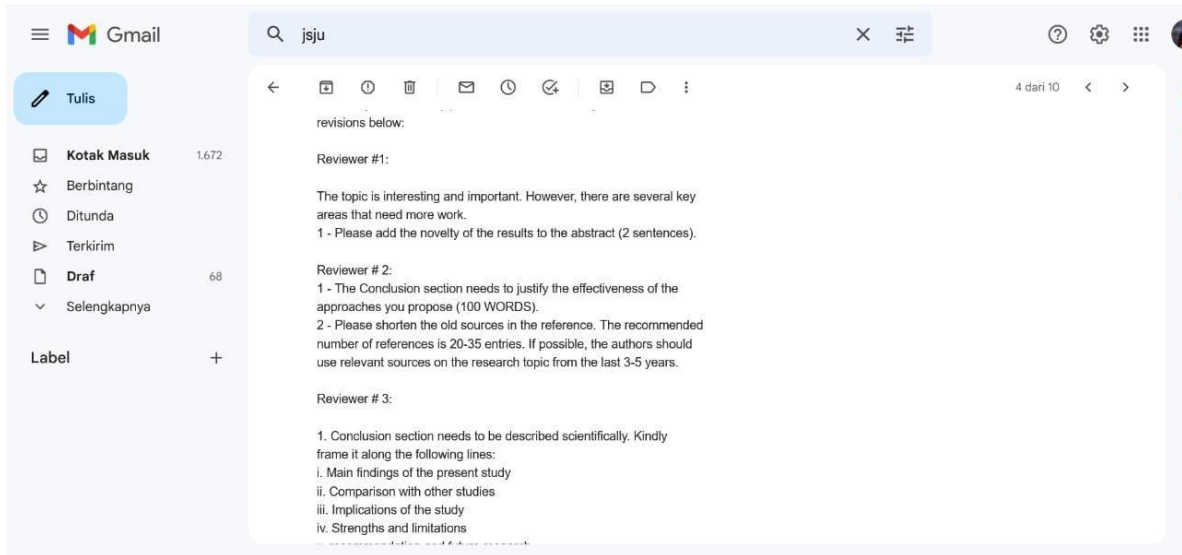 Gmail
jsju
Tulis
4 dari 10
revisions below:
Kotak Masuk 1.672
Reviewer #1:
Berbintang
The topic is interesting and important. However, there are several key
Ditunda
areas that need more work.
1 - Please add the novelty of the results to the abstract (2 sentences).
Terkirim
Reviewer # 2:
Draf 68
1 - The Conclusion section needs to justify the effectiveness of the
Selengkapnya
approaches you propose (100 WORDS).
2 - Please shorten the old sources in the reference. The recommended
number of references is 20-35 entries. If possible, the authors should
Label
use relevant sources on the research topic from the last 3-5 years.
Reviewer # 3:
1. Conclusion section needs to be described scientifically. Kindly
frame it along the following lines:
i. Main findings of the present study
ii. Comparison with other studies
iii. Implications of the study
iv. Strengths and limitations